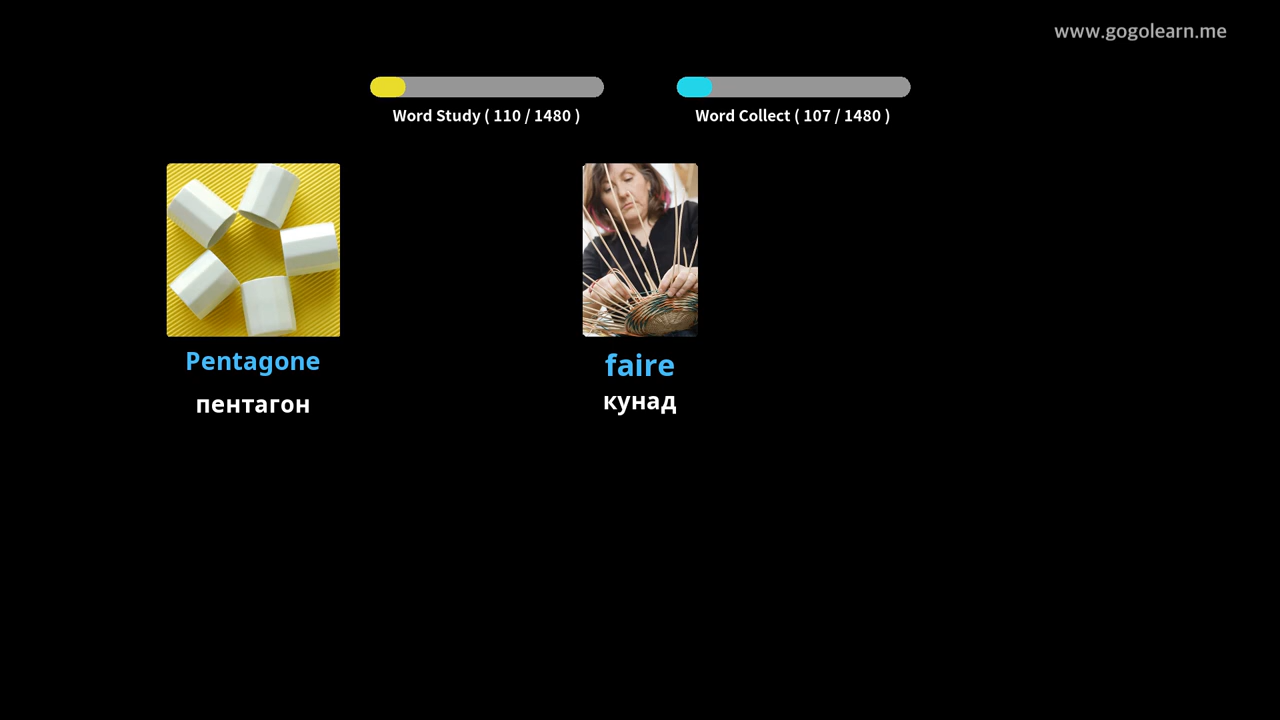 www.gogolearn.me
Word Study ( 110 / 1480 )
Word Collect ( 107 / 1480 )
Pentagone
пентагон
faire
кунад